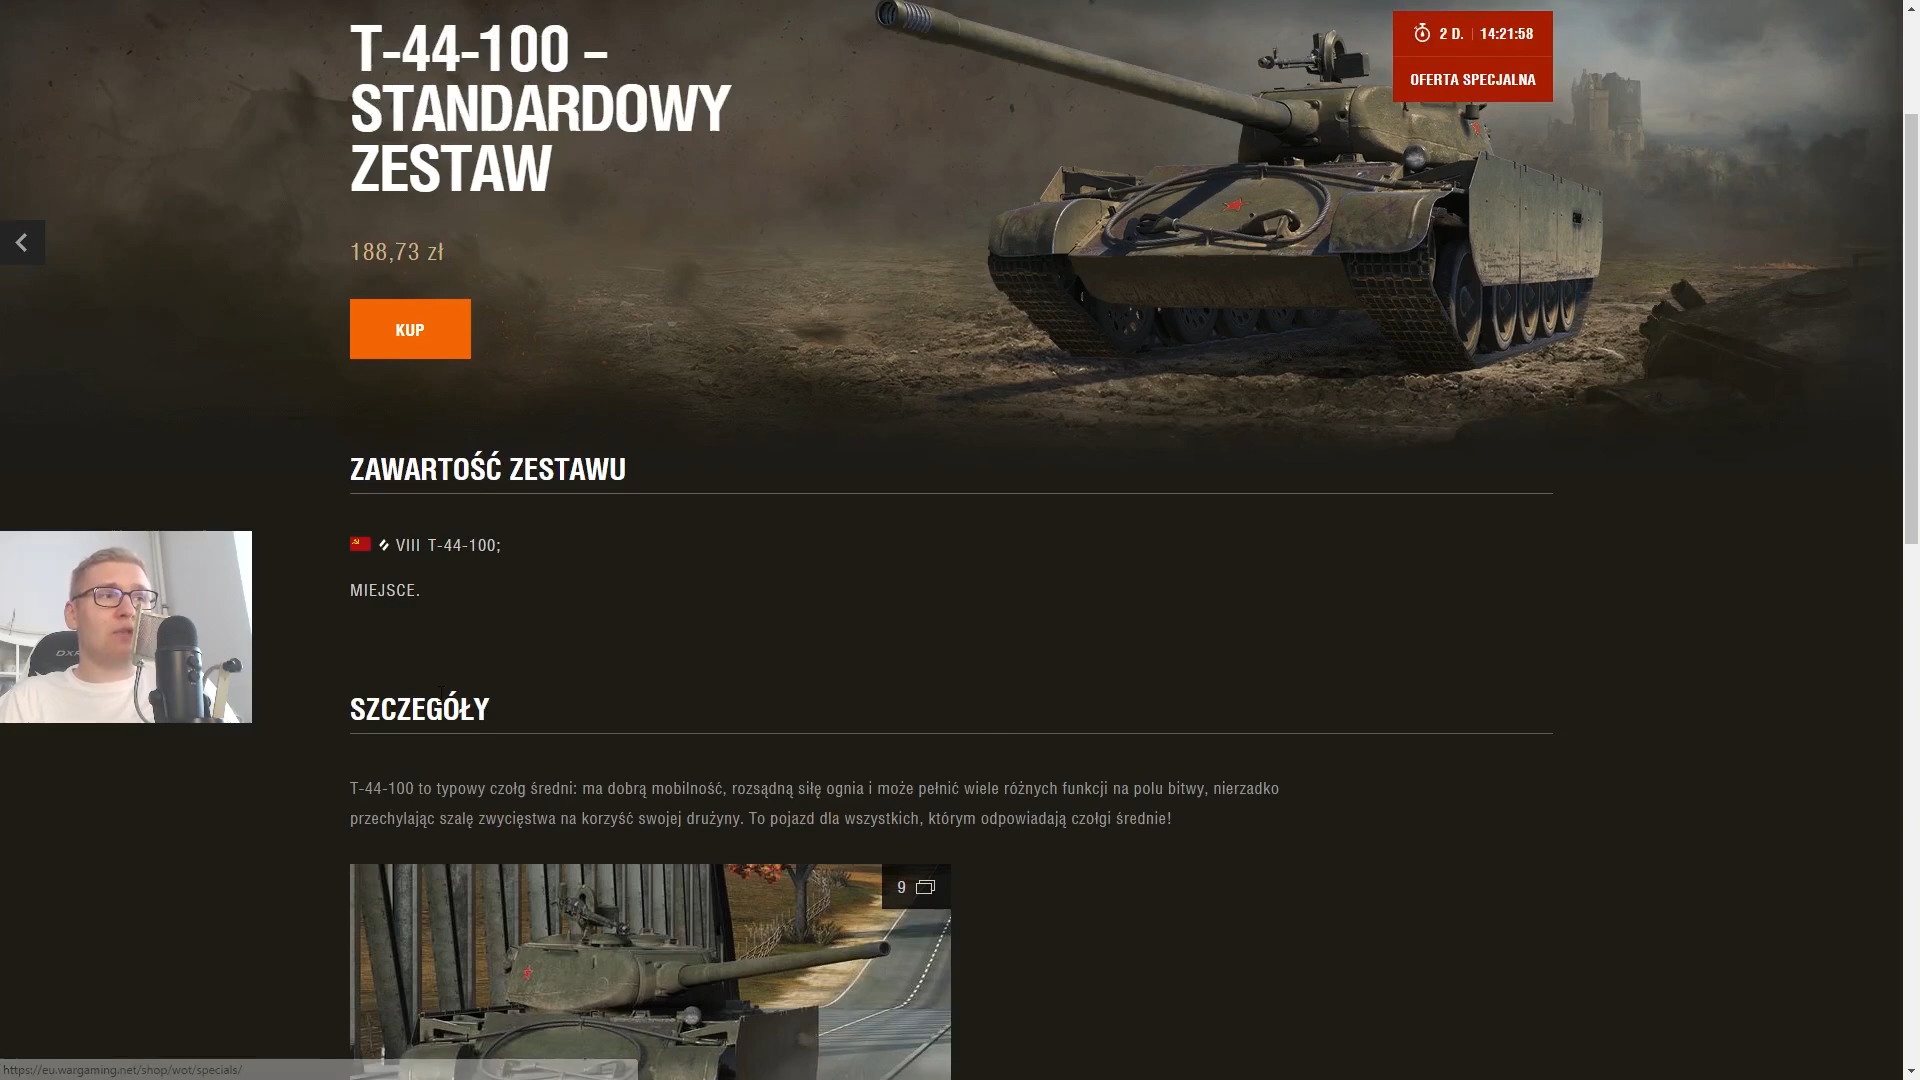 T-44-100 –
STANDARDOWY
ZESTAW
2 D. | 14:21:58
OFERTA SPECJALNA
188,73 zł
KUP
ZAWARTOŚĆ ZESTAWU
VIII T-44-100;
MIEJSCE.
SZCZEGÓŁY
T-44-100 to typowy czołg średni: ma dobrą mobilność, rozsądną siłę ognia i może pełnić wiele różnych funkcji na polu bitwy, nierzadko
przechylając szalę zwycięstwa na korzyść swojej drużyny. To pojazd dla wszystkich, którym odpowiadają czołgi średnie!
9
https://eu.wargaming.net/shop/wot/specials/